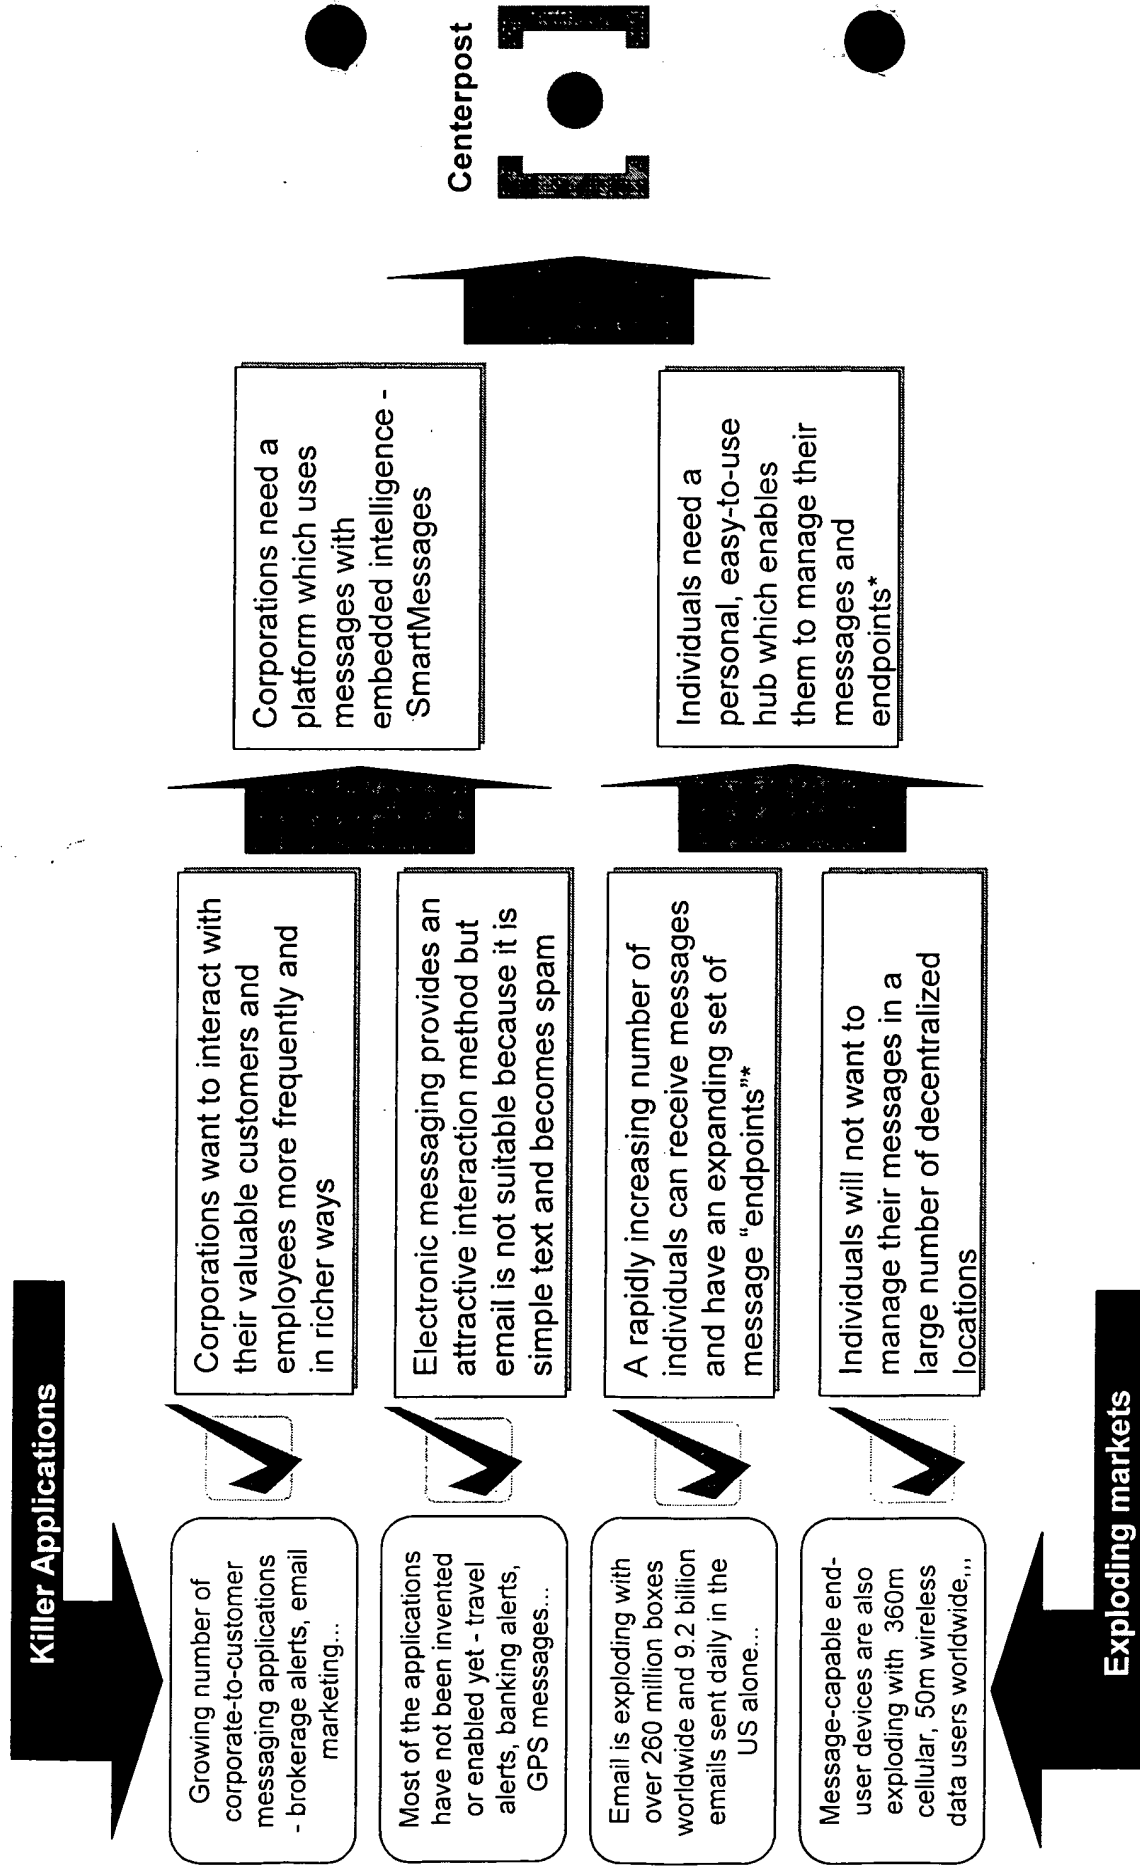 Killer Applications
Growing number of
corporate-to-customer
messaging applications
- brokerage alerts, email
marketing...
Most of the applications
have not been invented
or enabled yet - travel
alerts, banking alerts,
GPS messages...
Email is exploding with
over 260 million boxes
worldwide and 9.2 billion
emails sent daily in the
US alone...
Message-capable end-
user devices are also
exploding with 360m
cellular, 50m wireless
data users worldwide,,,
Exploding markets
Corporations want to interact with
their valuable customers and
employees more frequently and
in richer ways
Electronic messaging provides an
attractive interaction method but
email is not suitable because it is
simple text and becomes spam
A rapidly increasing number of
individuals can receive messages
and have an expanding set of
message “endpoints”*
Individuals will not want to
manage their messages in a
large number of decentralized
locations
Corporations need a
platform which uses
messages with
embedded intelligence -
SmartMessages
Individuals need a
personal, easy-to-use
hub which enables
them to manage their
messages and
endpoints*
Centerpost